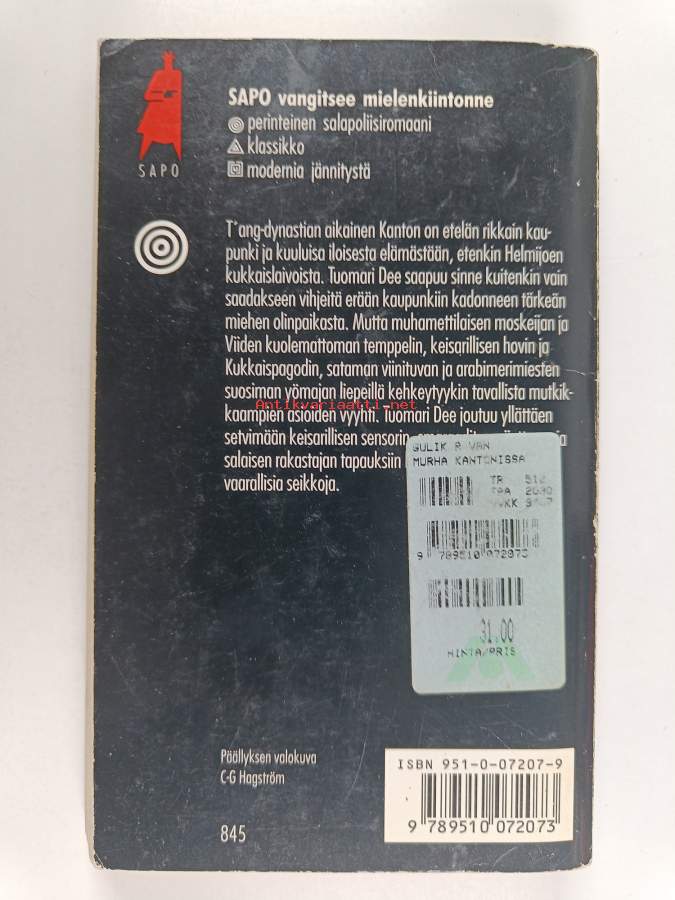 SAPO
SAPO vangitsee mielenkiintonne
perinteinen salapoliisiromaani
klassikko
modernia jännitystä
T'ang-dynastian aikainen Kanton on etelän rikkain kau-
punki ja kuuluisa iloisesta elämästään, etenkin Helmijoen
kukkaislaivoista. Tuomari Dee saapuu sinne kuitenkin vain
saadakseen vihjeitä erään kaupunkiin kadonneen tärkeän
miehen olinpaikasta. Mutta muhamettilaisen moskeijan ja
Viiden kuolemattoman temppelin, keisarillisen hovin ja
Kukkaispagodin, sataman viinituvan ja arabimerimiesten
suosiman yömajan liepeillä kehkeytyykin tavallista mutkik-
kaampien asioiden vyyhti. Tuomari Dee joutuu yllättäen
setvimään keisarillisen sensorin,
salaisen rakastajan tapauksiin
vaarallisia seikkoja.
Antikvariaatti.net
GULIK R VAN
MURHA KANTONISSA
TR 512
9 789510 072073
31.00
HINTA/PRIS
Päällyksen valokuva
C-G Hagström
845
ISBN 951-0-07207-9
9 789510 072073